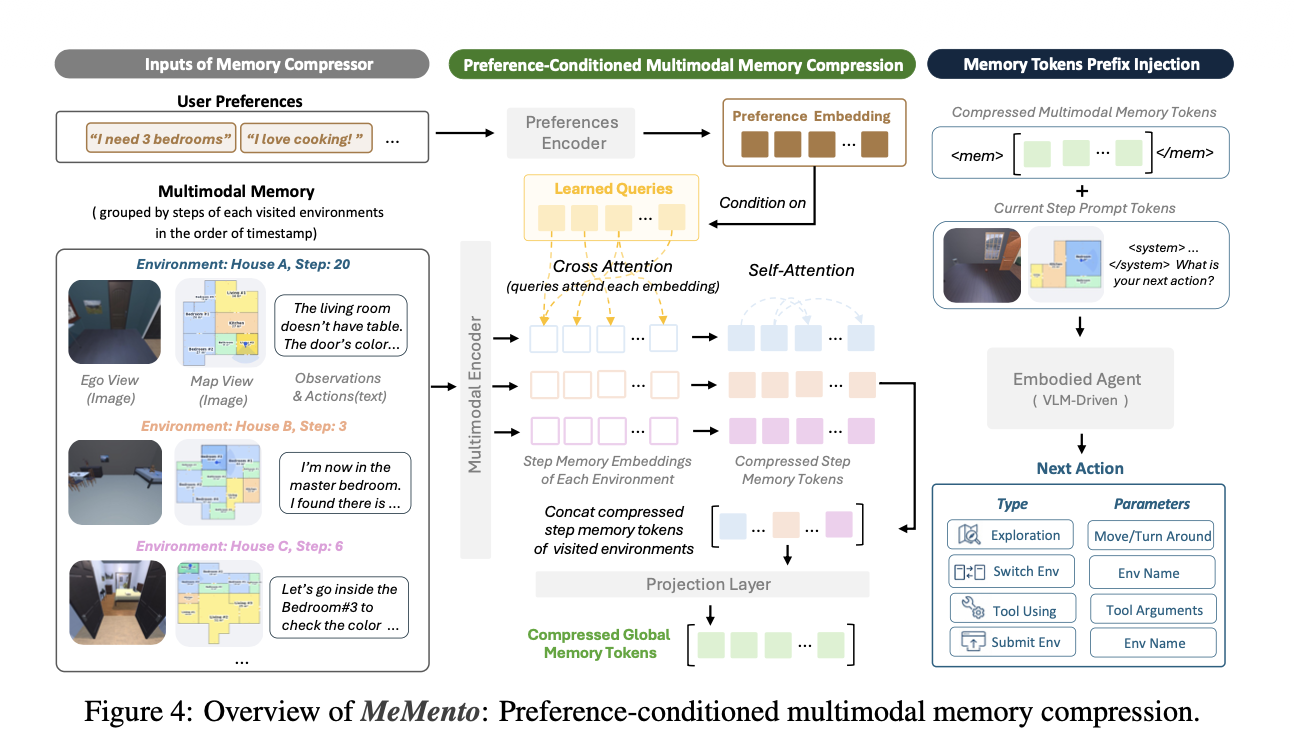 Inputs of Memory Compressor
Preference-Conditioned Multimodal Memory Compression
Memory Tokens Prefix Injection
User Preferences
“I need 3 bedrooms”
“I love cooking! ”
...
Multimodal Memory
( grouped by steps of each visited environments
in the order of timestamp)
Environment: House A, Step: 20
The living room
doesn’t have table.
The door’s color...
Ego View
(Image)
Map View
(Image)
Observations
& Actions(text)
Environment: House B, Step: 3
I’m now in the
master bedroom.
I found there is ...
Environment: House C, Step: 6
Let’s go inside the
Bedroom#3 to
check the color ...
...
Preferences
Encoder
Preference Embedding
...
Learned Queries
...
Condition on
Cross Attention
(queries attend each embedding)
Self-Attention
Multimodal Encoder
...
...
...
...
...
...
Step Memory Embeddings
of Each Environment
Compressed Step
Memory Tokens
Concat compressed
step memory tokens
of visited environments
[ ... ... ]
Projection Layer
Compressed Global
Memory Tokens
[ ... ]
Compressed Multimodal Memory Tokens
<mem> [ ... ] </mem>
+
Current Step Prompt Tokens
<system> ...
</system> What is
your next action?
Embodied Agent
( VLM-Driven )
Next Action
Type Parameters
Exploration Move/Turn Around
Switch Env Env Name
Tool Using Tool Arguments
Submit Env Env Name
Figure 4: Overview of MeMento: Preference-conditioned multimodal memory compression.